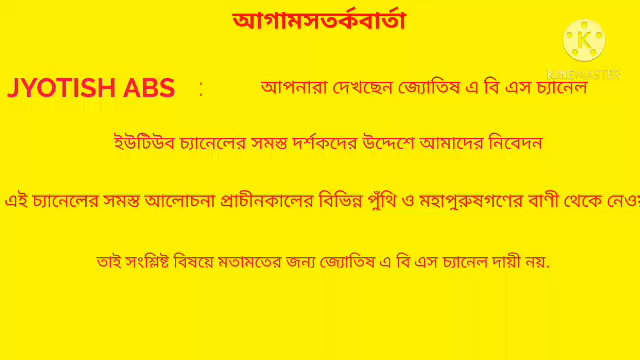 আগামসতর্কবার্তা
KINEMASTER
JYOTISH ABS : আপনারা দেখছেন জ্যোতিষ এ বি এস চ্যানেল
ইউটিউব চ্যানেলের সমস্ত দর্শকদের উদ্দেশে আমাদের নিবেদন
এই চ্যানেলের সমস্ত আলোচনা প্রাচীনকালের বিভিন্ন পুঁথি ও মহাপুরুষগণের বাণী থেকে
তাই সংশ্লিষ্ট বিষয়ে মতামতের জন্য জ্যোতিষ এ বি এস চ্যানেল দায়ী নয়.